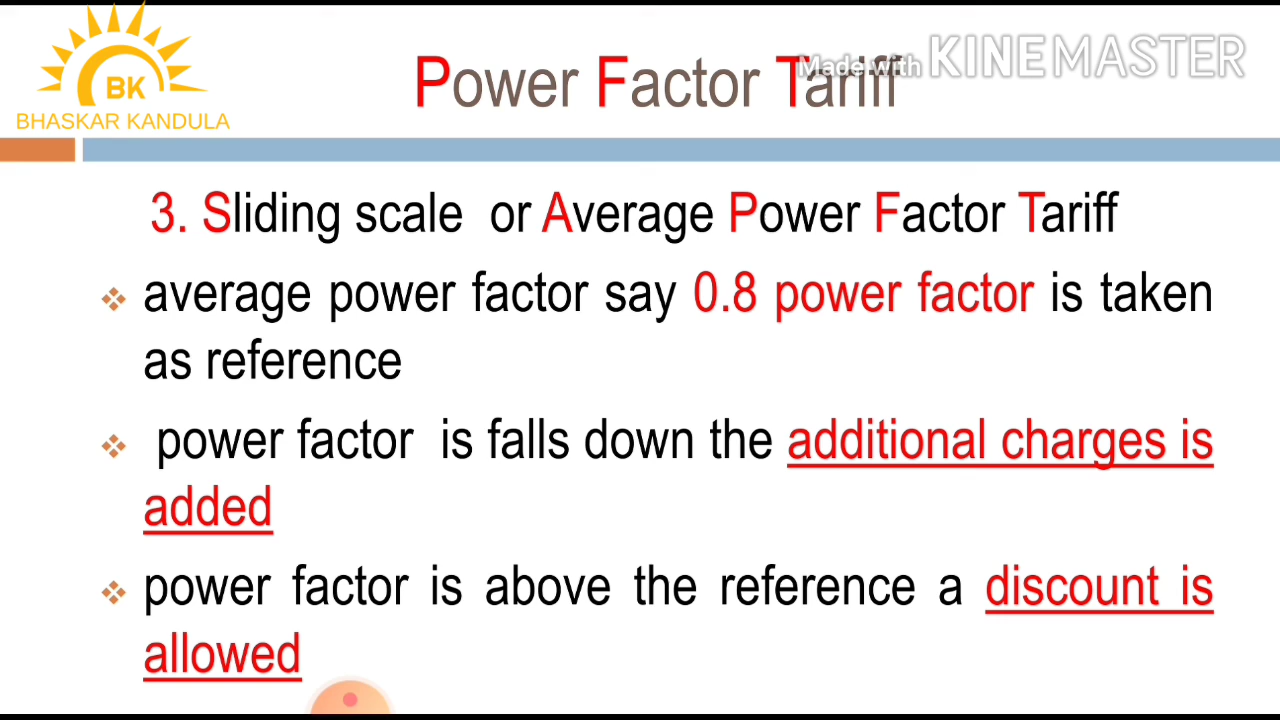 BK
BHASKAR KANDULA
Power Factor Tariff
Made with KINEMASTER
3. Sliding scale or Average Power Factor Tariff
average power factor say 0.8 power factor is taken
as reference
power factor is falls down the additional charges is
added
power factor is above the reference a discount is
allowed